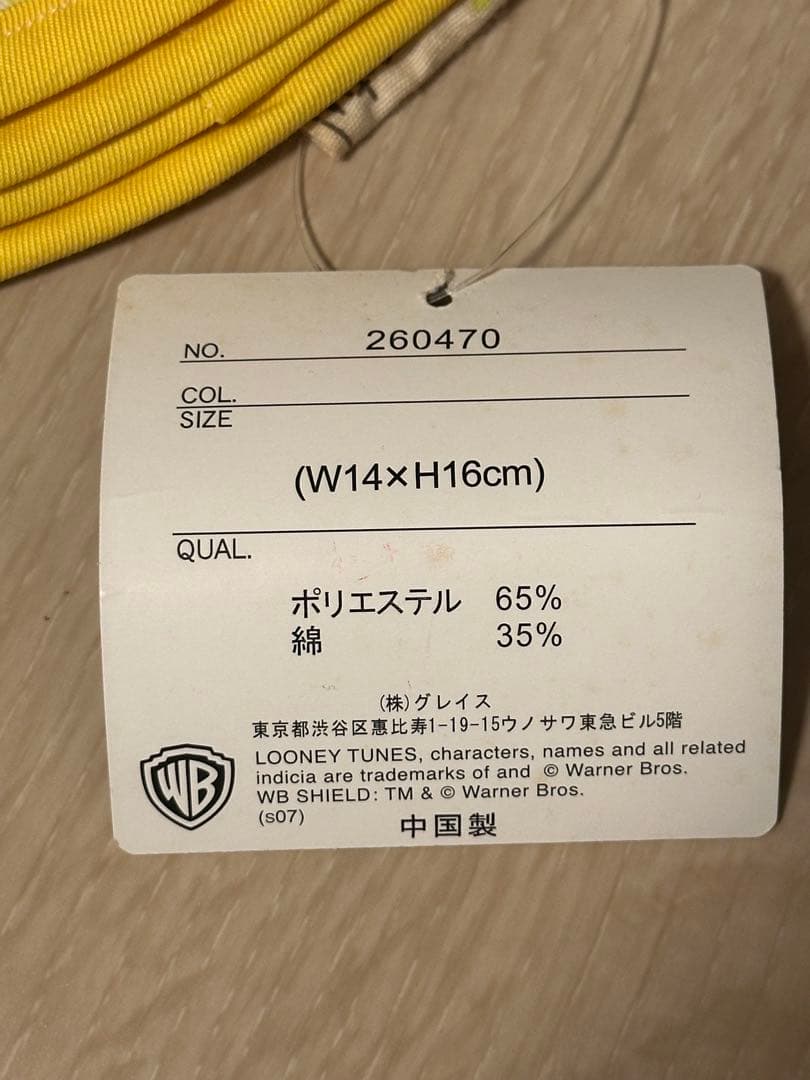 NO. 260470
COL.
SIZE
(W14×H16cm)
QUAL.
ポリエステル 65%
綿 35%
(株)グレイス
東京都渋谷区恵比寿1-19-15ウノサワ東急ビル5階
LOONEY TUNES, characters, names and all related
indicia are trademarks of and © Warner Bros.
WB SHIELD: TM & © Warner Bros.
(s07)
中国製
WB